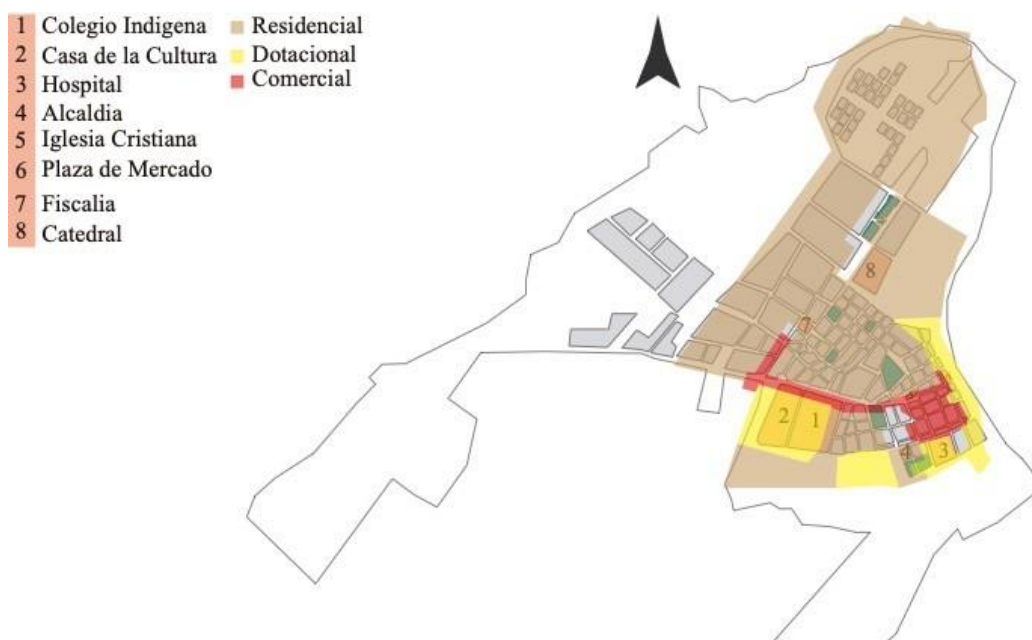 1 Colegio Indigena
2 Casa de la Cultura
3 Hospital
4 Alcaldia
5 Iglesia Cristiana
6 Plaza de Mercado
7 Fiscalia
8 Catedral
Residencial
Dotacional
Comercial
8
7
2 1
4 3